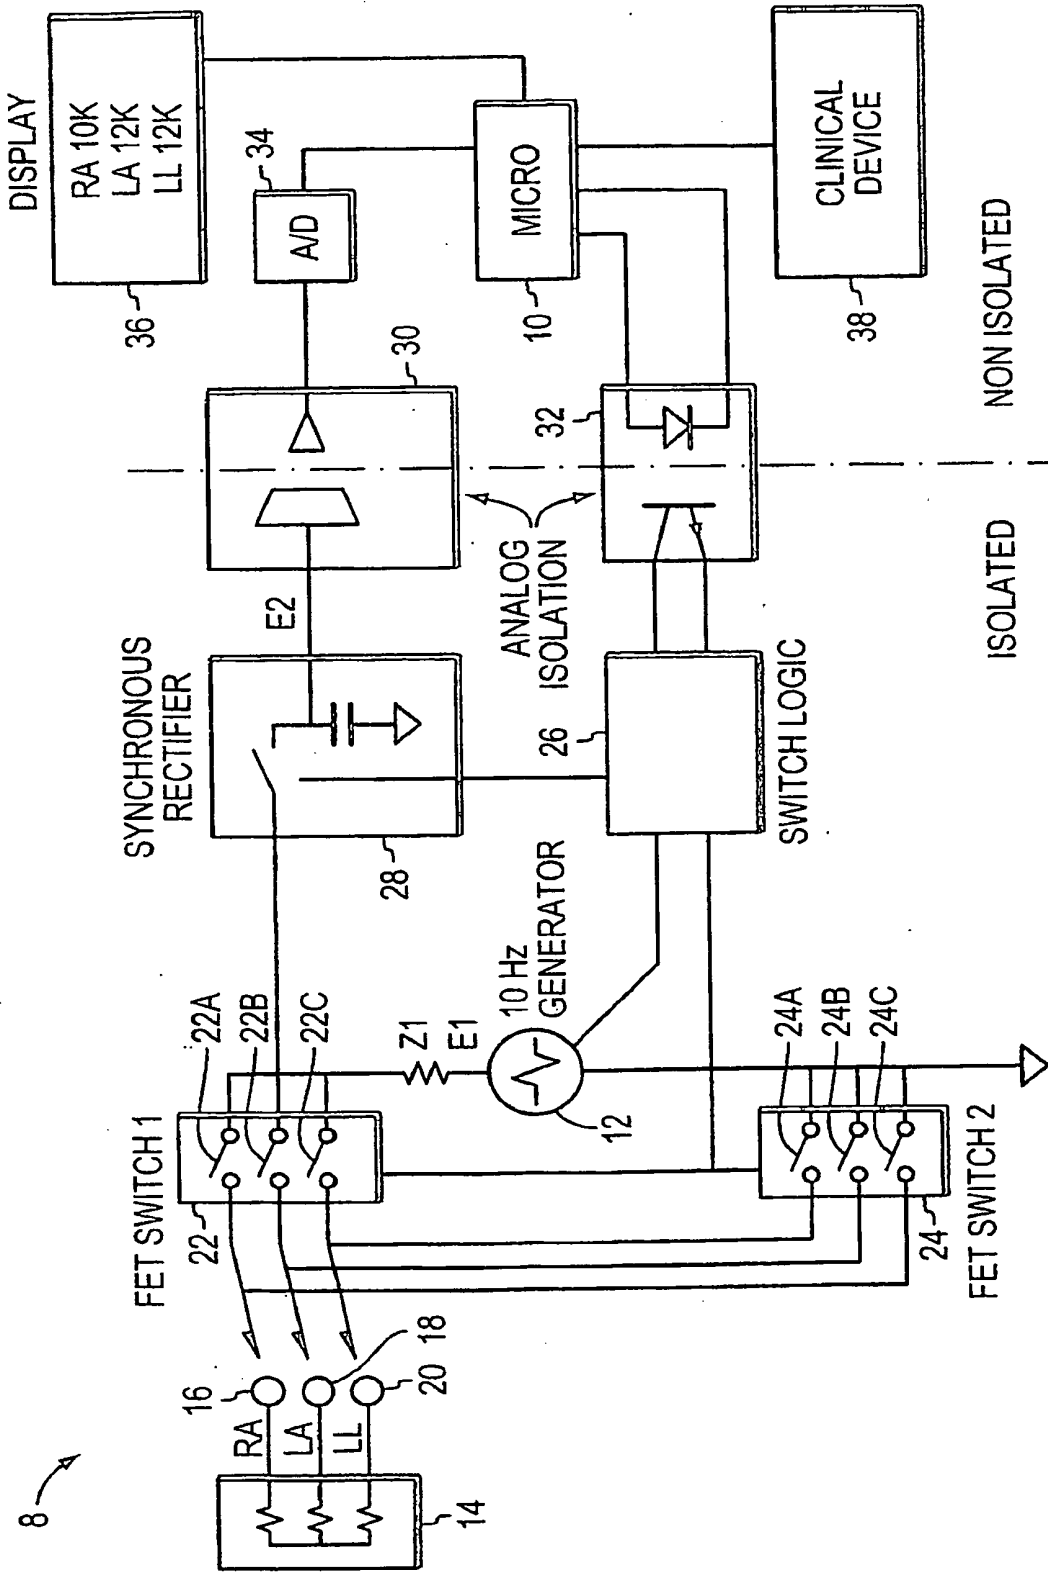 8
14
RA
LA
LL
16
18
20
FET SWITCH 1
22
22A
22B
22C
Z1
E1
10 Hz
GENERATOR
12
24A
24B
24C
24
FET SWITCH 2
SYNCHRONOUS
RECTIFIER
28
26
SWITCH LOGIC
E2
ANALOG
ISOLATION
30
32
ISOLATED
NON ISOLATED
DISPLAY
RA 10K
LA 12K
LL 12K
36
A/D
34
MICRO
10
CLINICAL
DEVICE
38